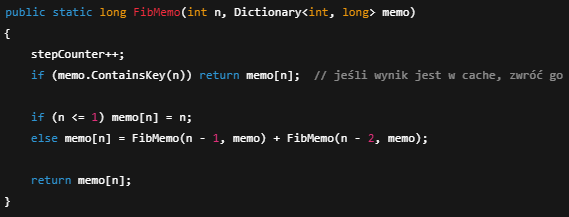 public static long FibMemo(int n, Dictionary<int, long> memo)
{
    stepCounter++;
    if (memo.ContainsKey(n)) return memo[n];  // jeśli wynik jest w cache, zwróć go
    if (n <= 1) memo[n] = n;
    else memo[n] = FibMemo(n - 1, memo) + FibMemo(n - 2, memo);
    return memo[n];
}